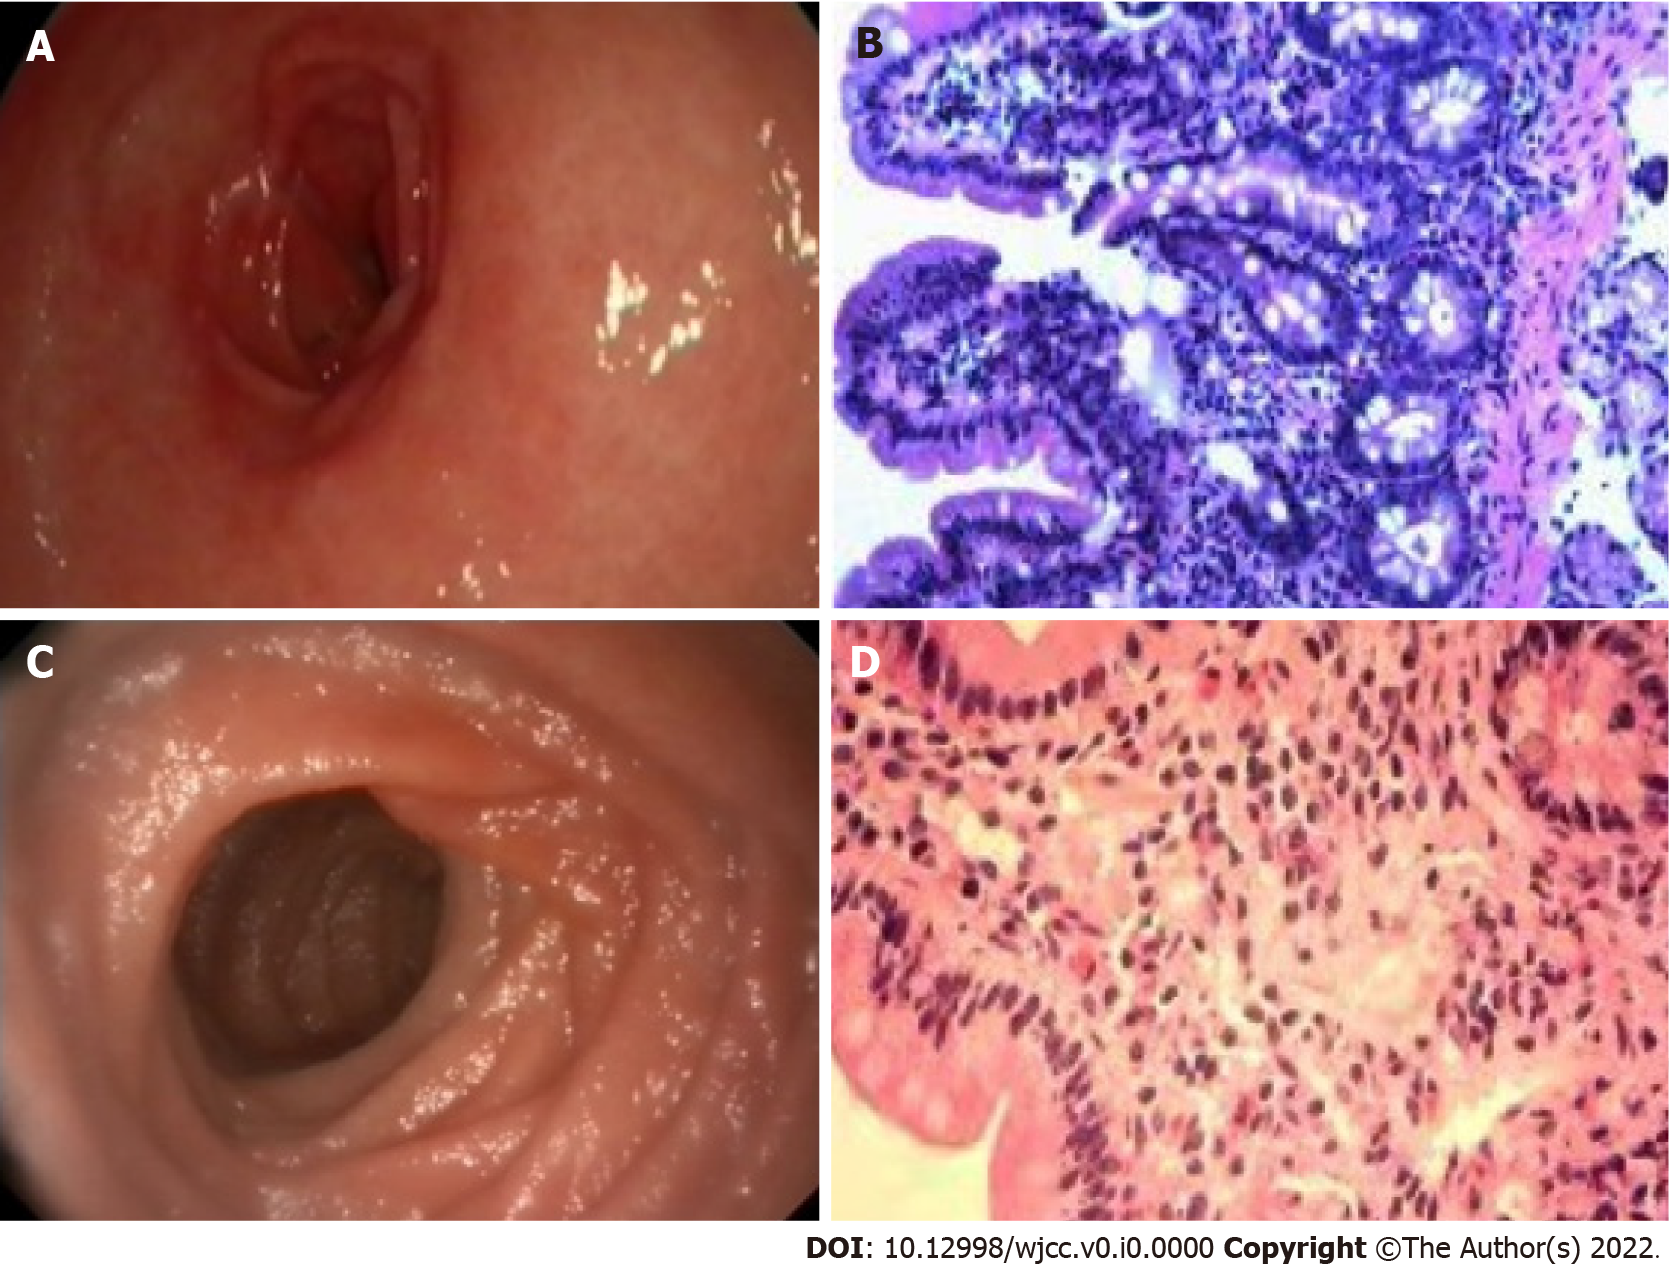 A
B
C
D
DOI: 10.12998/wjcc.v0.i0.0000 Copyright ©The Author(s) 2022.